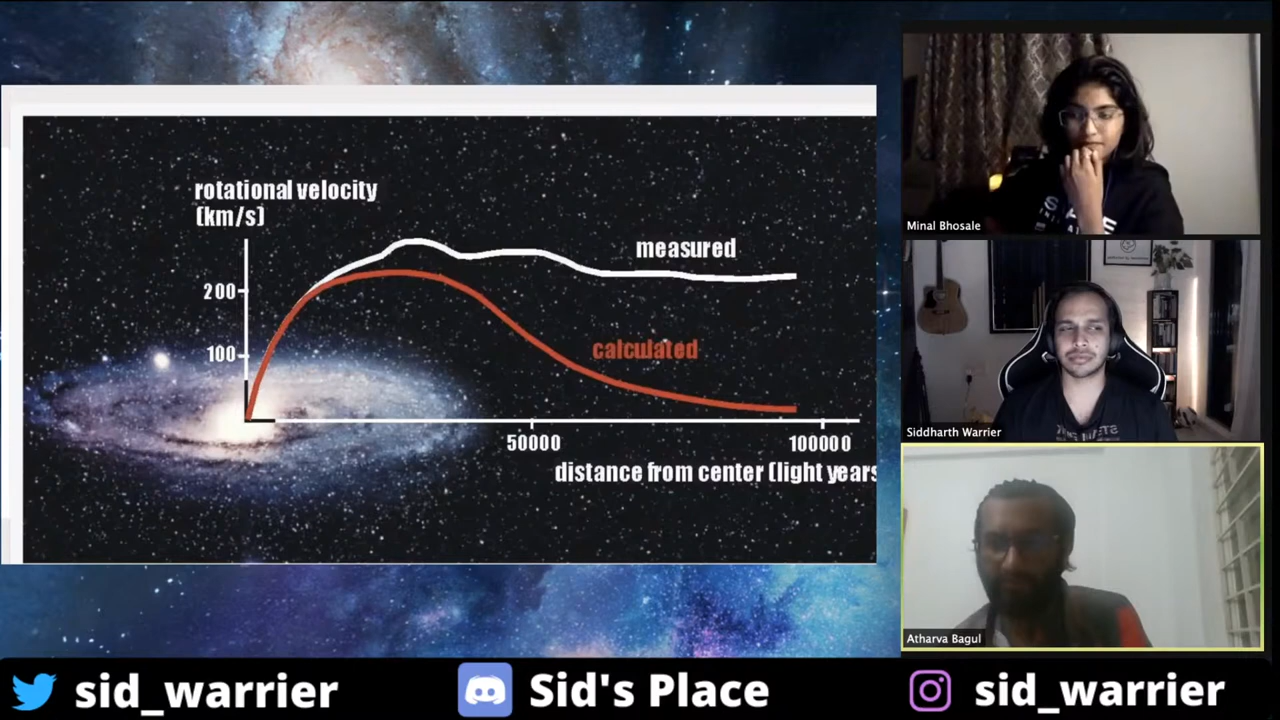 rotational velocity
(km/s)
measured
200
calculated
100
50000
100000
distance from center (light years
Minal Bhosale
Siddharth Warrier
Atharva Bagul
sid_warrier
Sid's Place
sid_warrier